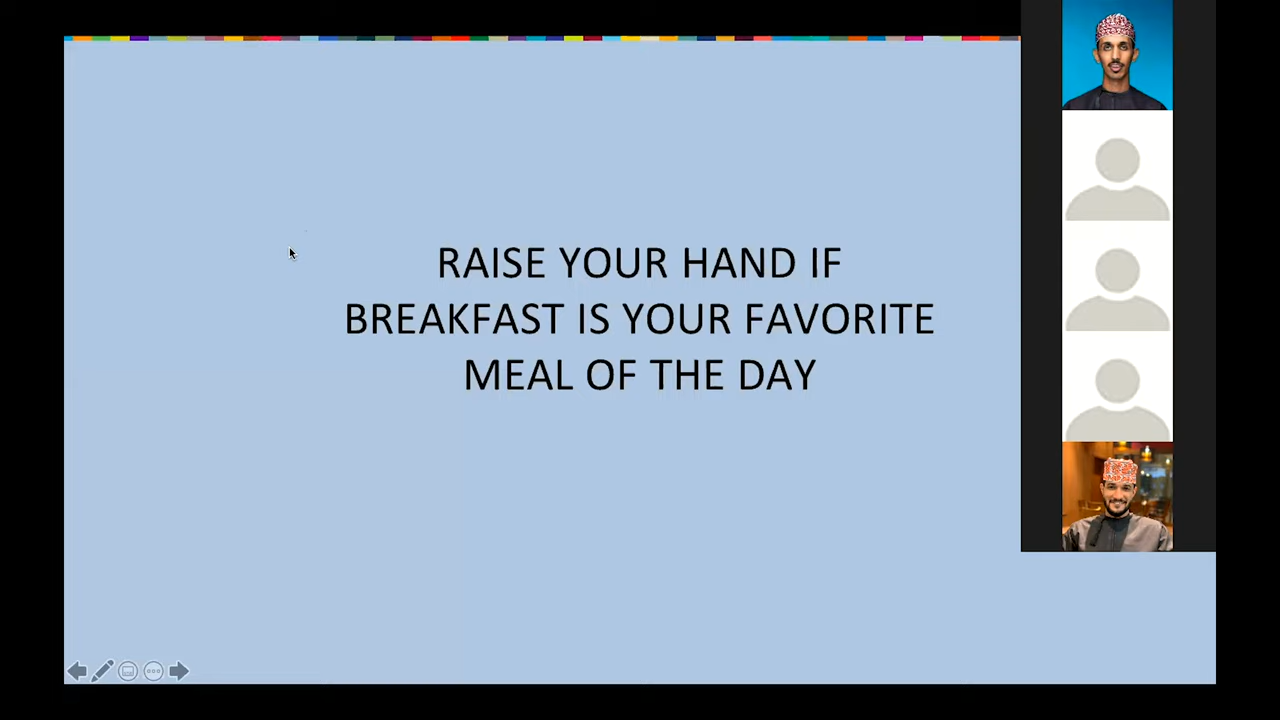 RAISE YOUR HAND IF
BREAKFAST IS YOUR FAVORITE
MEAL OF THE DAY